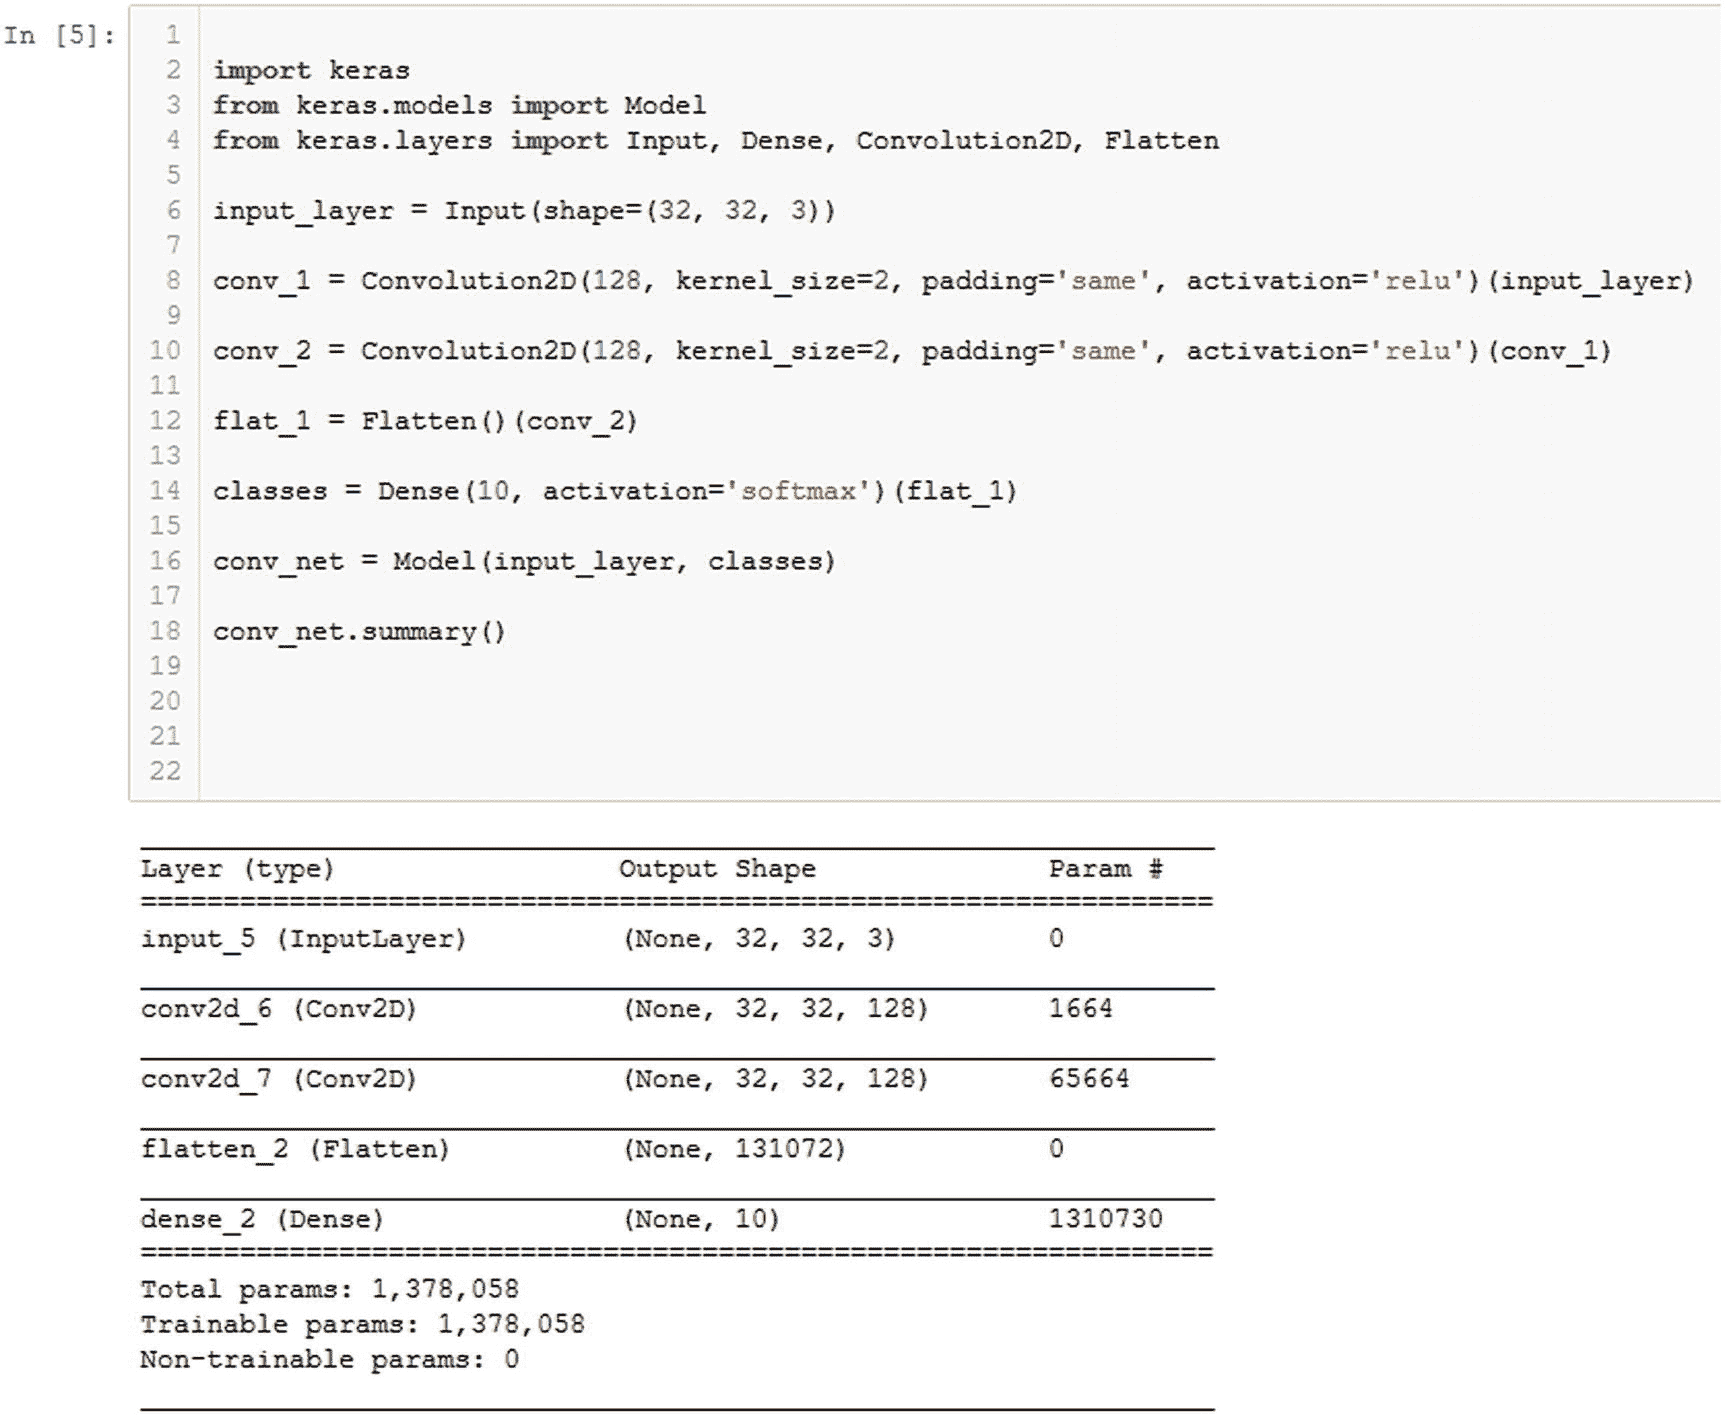 In [5]:
1
2 import keras
3 from keras.models import Model
4 from keras.layers import Input, Dense, Convolution2D, Flatten
5
6 input_layer = Input(shape=(32, 32, 3))
7
8 conv_1 = Convolution2D(128, kernel_size=2, padding='same', activation='relu')(input_layer)
9
10 conv_2 = Convolution2D(128, kernel_size=2, padding='same', activation='relu')(conv_1)
11
12 flat_1 = Flatten()(conv_2)
13
14 classes = Dense(10, activation='softmax')(flat_1)
15
16 conv_net = Model(input_layer, classes)
17
18 conv_net.summary()
19
20
21
22
Layer (type) Output Shape Param #
=================================================================
input_5 (InputLayer) (None, 32, 32, 3) 0
conv2d_6 (Conv2D) (None, 32, 32, 128) 1664
conv2d_7 (Conv2D) (None, 32, 32, 128) 65664
flatten_2 (Flatten) (None, 131072) 0
dense_2 (Dense) (None, 10) 1310730
=================================================================
Total params: 1,378,058
Trainable params: 1,378,058
Non-trainable params: 0